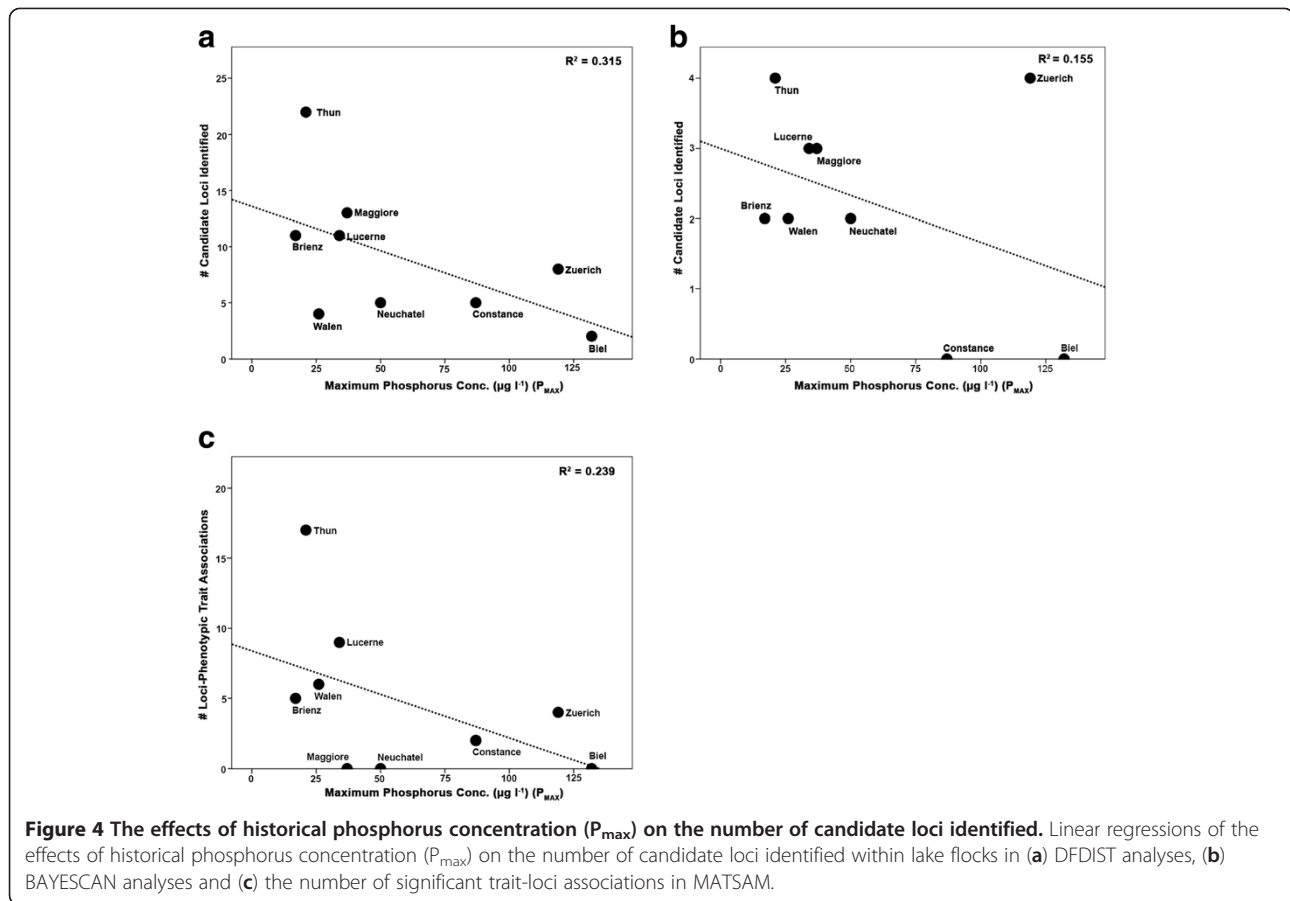 a
R² = 0.315
# Candidate Loci Identified
25
20
15
10
5
0
Thun
Maggiore
Brienz
Lucerne
Walen
Neuchatel
Constance
Zuerich
Biel
0 25 50 75 100 125
Maximum Phosphorus Conc. (µg l⁻¹) (P_MAX)
b
R² = 0.155
# Candidate Loci Identified
4
3
2
1
0
Thun
Zuerich
Lucerne
Maggiore
Brienz
Walen
Neuchatel
Constance
Biel
0 25 50 75 100 125
Maximum Phosphorus Conc. (µg l⁻¹) (P_MAX)
c
R² = 0.239
# Loci-Phenotypic Trait Associations
20
15
10
5
0
Thun
Lucerne
Walen
Brienz
Zuerich
Maggiore
Neuchatel
Constance
Biel
0 25 50 75 100 125
Maximum Phosphorus Conc. (µg l⁻¹) (P_MAX)
Figure 4 The effects of historical phosphorus concentration (P_max) on the number of candidate loci identified. Linear regressions of the
effects of historical phosphorus concentration (P_max) on the number of candidate loci identified within lake flocks in (a) DFDIST analyses, (b)
BAYESCAN analyses and (c) the number of significant trait-loci associations in MATSAM.